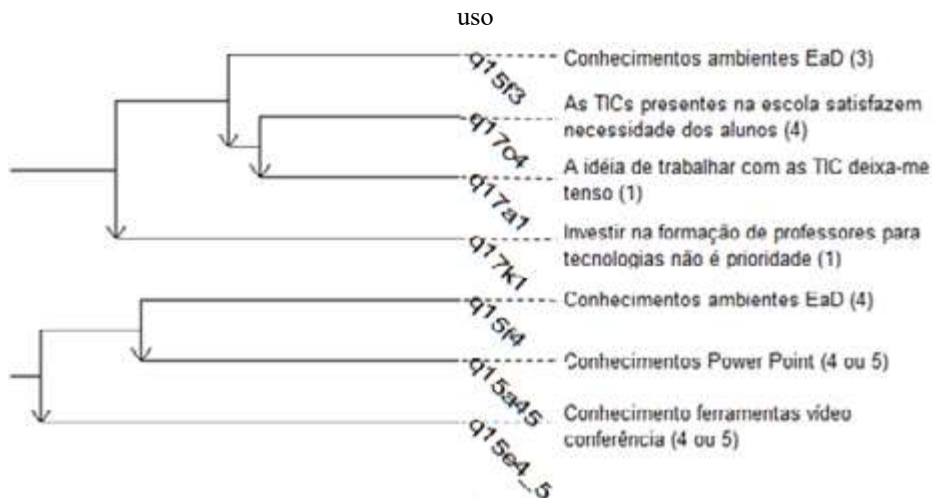 uso
q15f3
Conhecimentos ambientes EaD (3)
q17c4
As TICs presentes na escola satisfazem
necessidade dos alunos (4)
q17a1
A idéia de trabalhar com as TIC deixa-me
tenso (1)
q17k1
Investir na formação de professores para
tecnologias não é prioridade (1)
q15f4
Conhecimentos ambientes EaD (4)
q15a45
Conhecimentos Power Point (4 ou 5)
q15e4_5
Conhecimento ferramentas vídeo
conferência (4 ou 5)